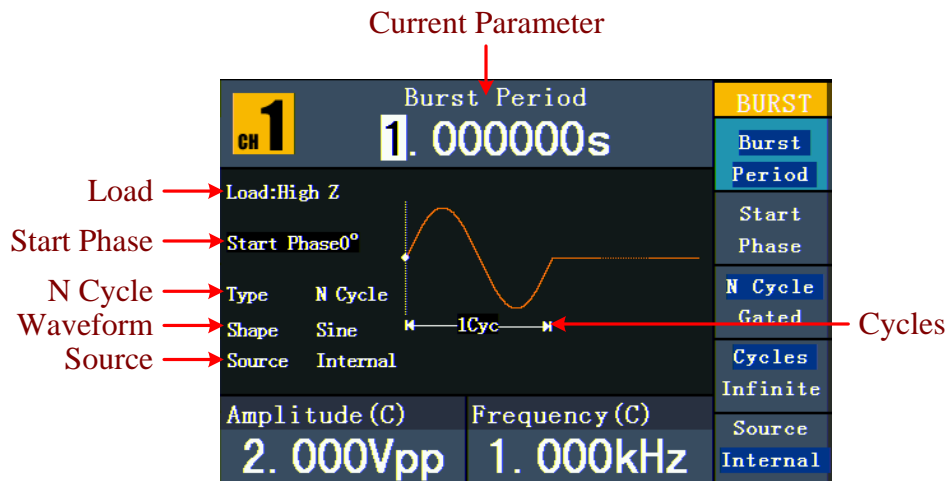 Current Parameter
CH 1
Burst Period
1.000000s
BURST
Burst
Period
Load
Load:High Z
Start
Phase
Start Phase
Start Phase0°
N Cycle
Type N Cycle
N Cycle
Gated
Waveform
Shape Sine
1Cyc
Cycles
Source
Source Internal
Cycles
Infinite
Amplitude(C)
2.000Vpp
Frequency(C)
1.000kHz
Source
Internal